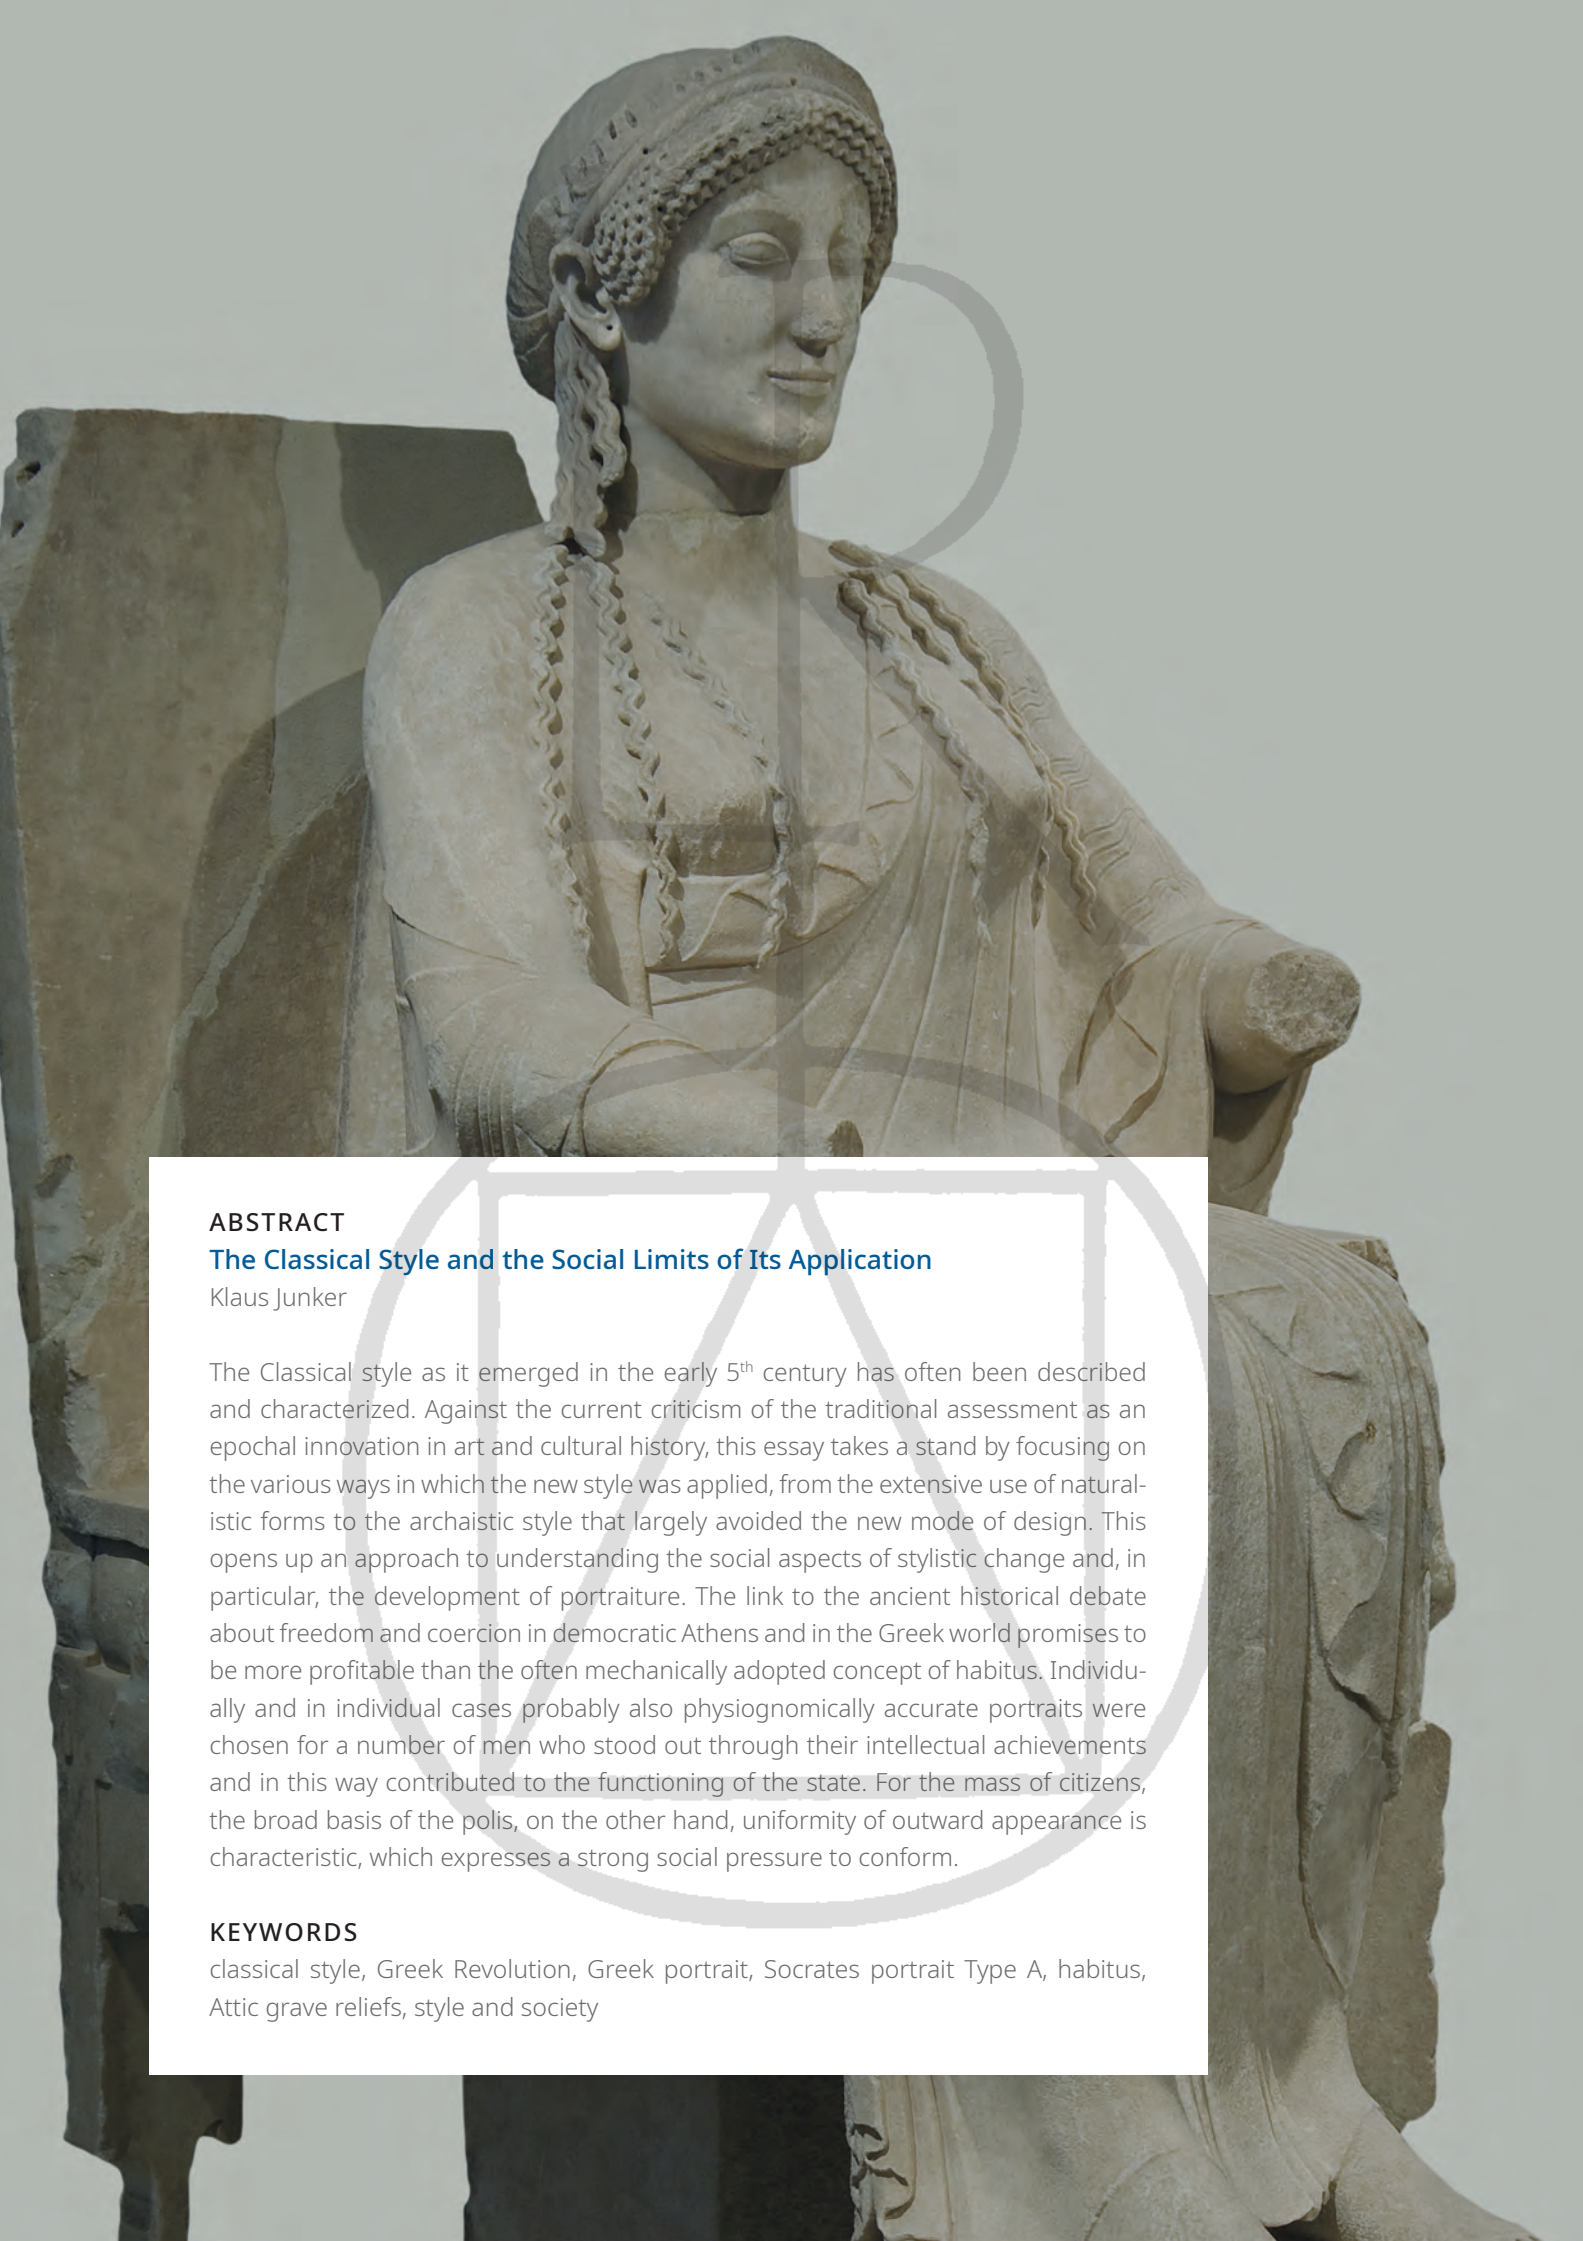 ABSTRACT
The Classical Style and the Social Limits of Its Application
Klaus Junker
The Classical style as it emerged in the early 5th century has often been described
and characterized. Against the current criticism of the traditional assessment as an
epochal innovation in art and cultural history, this essay takes a stand by focusing on
the various ways in which the new style was applied, from the extensive use of natural-
istic forms to the archaistic style that largely avoided the new mode of design. This
opens up an approach to understanding the social aspects of stylistic change and, in
particular, the development of portraiture. The link to the ancient historical debate
about freedom and coercion in democratic Athens and in the Greek world promises to
be more profitable than the often mechanically adopted concept of habitus. Individu-
ally and in individual cases probably also physiognomically accurate portraits were
chosen for a number of men who stood out through their intellectual achievements
and in this way contributed to the functioning of the state. For the mass of citizens,
the broad basis of the polis, on the other hand, uniformity of outward appearance is
characteristic, which expresses a strong social pressure to conform.
KEYWORDS
classical style, Greek Revolution, Greek portrait, Socrates portrait Type A, habitus,
Attic grave reliefs, style and society